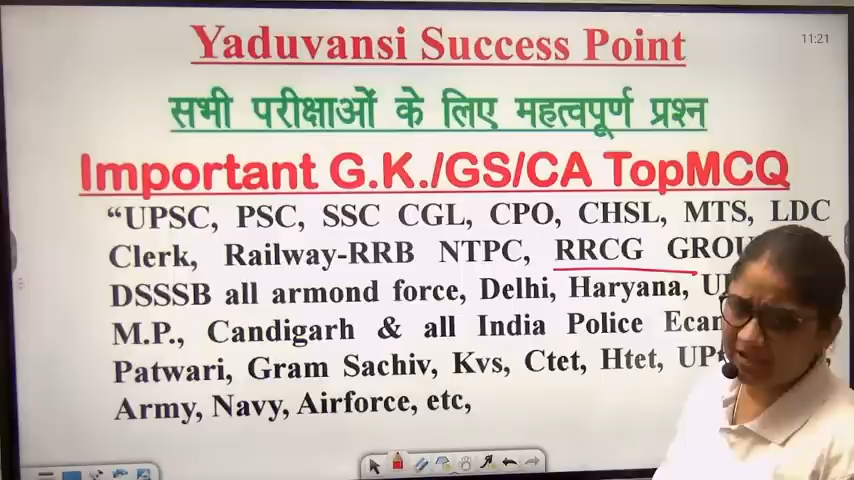 Yaduvansi Success Point
11:21
सभी परीक्षाओं के लिए महत्वपूर्ण प्रश्न
Important G.K./GS/CA TopMCQ
“UPSC, PSC, SSC CGL, CPO, CHSL, MTS, LDC
Clerk, Railway-RRB NTPC, RRCG
DSSSB all armond force, Delhi, Haryana,
M.P., Candigarh & all India Police
Patwari, Gram Sachiv, Kvs, Ctet, Htet,
Army, Navy, Airforce, etc,